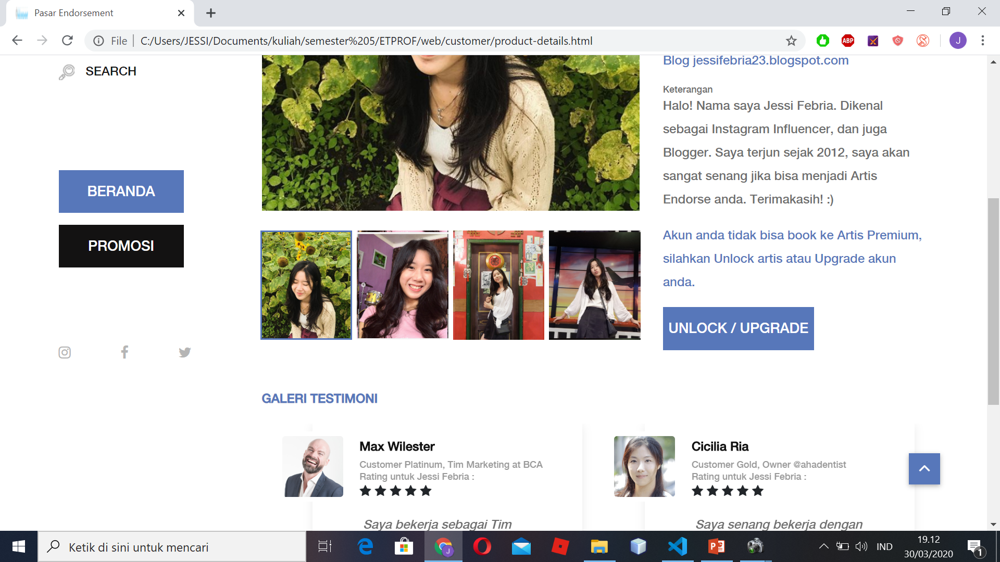 Pasar Endorsement
File
C:/Users/JESSI/Documents/kuliah/semester%205/ETPROF/web/customer/product-details.html
ABP
J
SEARCH
BERANDA
PROMOSI
Blog jessifebria23.blogspot.com
Keterangan
Halo! Nama saya Jessi Febria. Dikenal
sebagai Instagram Influencer, dan juga
Blogger. Saya terjun sejak 2012, saya akan
sangat senang jika bisa menjadi Artis
Endorse anda. Terimakasih! :)
Akun anda tidak bisa book ke Artis Premium,
silahkan Unlock artis atau Upgrade akun
anda.
UNLOCK / UPGRADE
GALERI TESTIMONI
Max Wilester
Customer Platinum, Tim Marketing at BCA
Rating untuk Jessi Febria :
Saya bekerja sebagai Tim
Cicilia Ria
Customer Gold, Owner @ahadentist
Rating untuk Jessi Febria :
Saya senang bekerja dengan
Ketik di sini untuk mencari
J
IND
19.12
30/03/2020
1